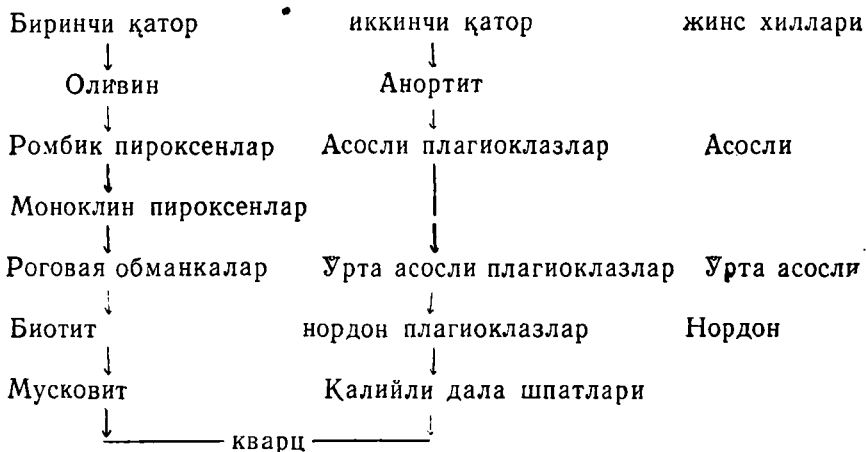 Биринчи қатор иккинчи қатор жинс хиллари
Оливин Анортит
Ромбик пироксенлар Асосли плагиоклазлар Асосли
Моноклин пироксенлар
Роговая обманкалар Ўрта асосли плагиоклазлар Ўрта асосли
Биотит нордон плагиоклазлар Нордон
Мусковит Қалийли дала шпатлари
кварц